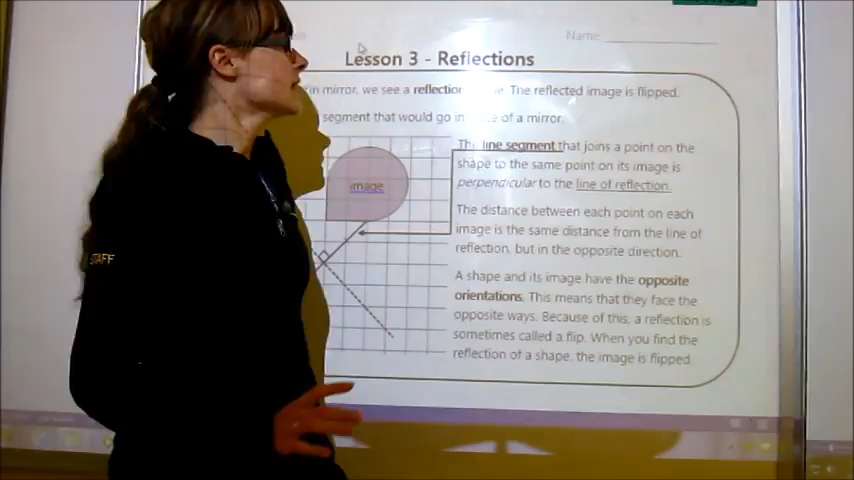 Name
Lesson 3 - Reflections
in mirror, we see a reflection The reflected image is flipped.
segment that would go in of a mirror.
image
The line segment that joins a point on the
shape to the same point on its image is
perpendicular to the line of reflection.
The distance between each point on each
image is the same distance from the line of
reflection, but in the opposite direction.
A shape and its image have the opposite
orientations. This means that they face the
opposite ways. Because of this, a reflection is
sometimes called a flip. When you find the
reflection of a shape, the image is flipped.
STAFF